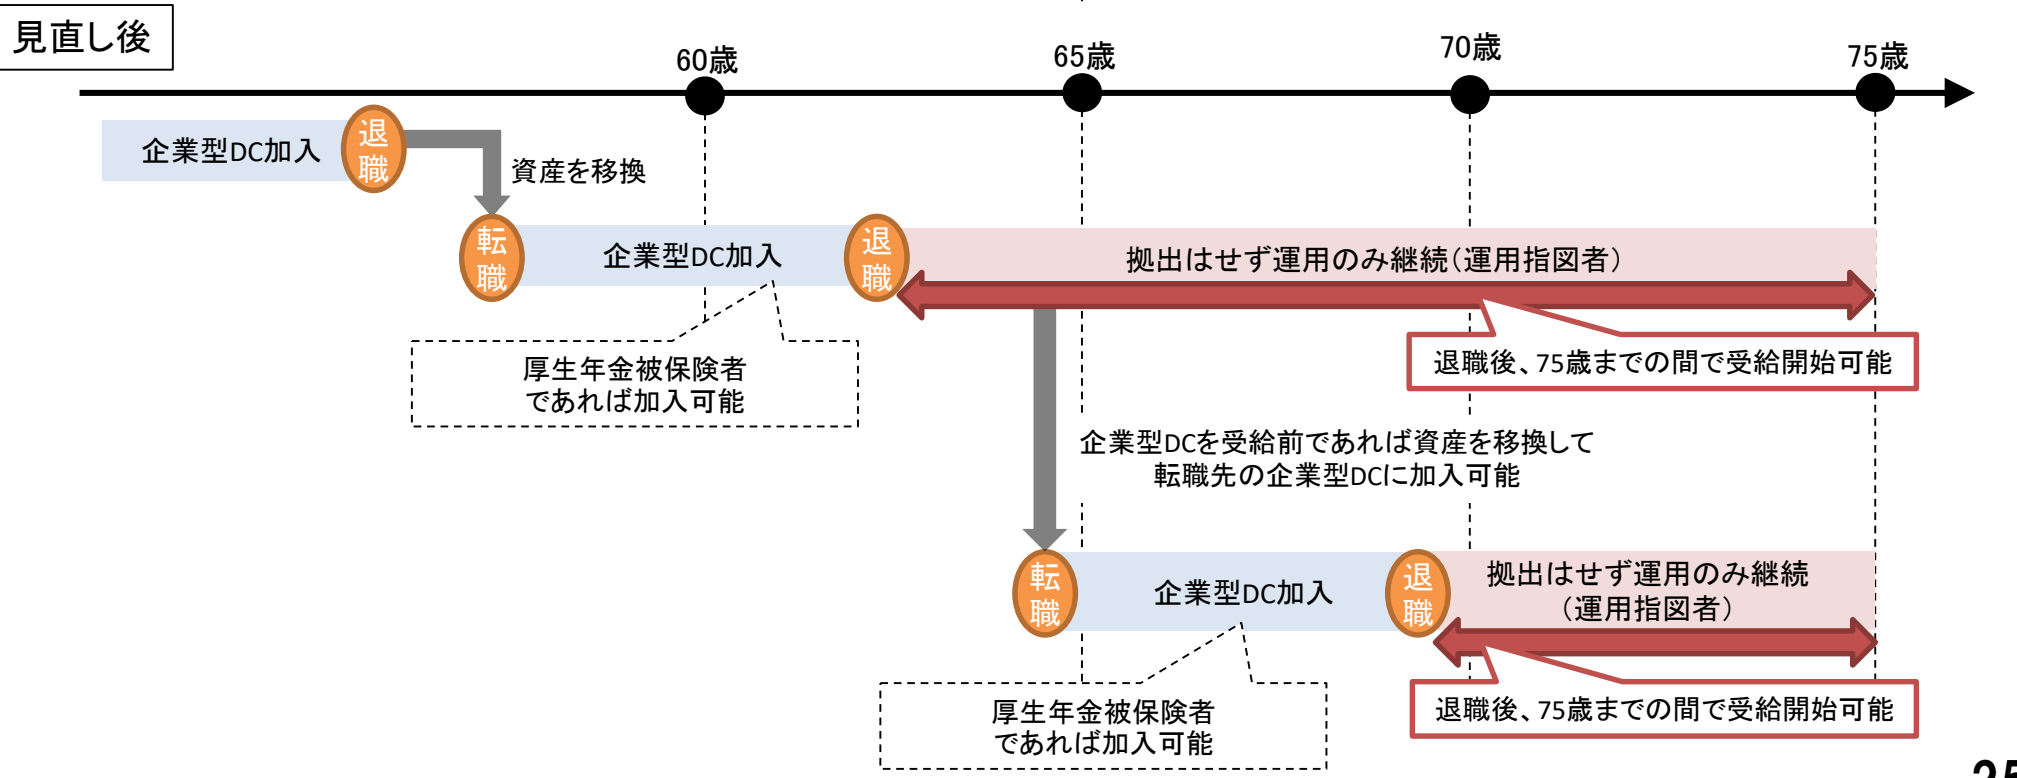 見直し後
60歳
65歳
70歳
75歳
企業型DC加入
退
職
資産を移換
転
職
企業型DC加入
退
職
拠出はせず運用のみ継続(運用指図者)
厚生年金被保険者
であれば加入可能
退職後、75歳までの間で受給開始可能
企業型DCを受給前であれば資産を移換して
転職先の企業型DCに加入可能
転
職
企業型DC加入
退
職
拠出はせず運用のみ継続
(運用指図者)
厚生年金被保険者
であれば加入可能
退職後、75歳までの間で受給開始可能